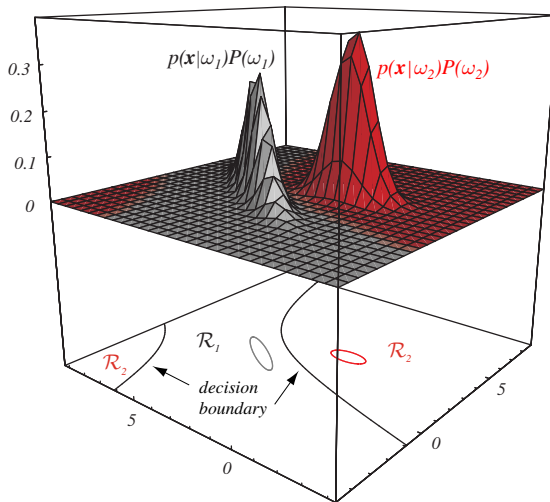 0.3
p(x|ω₁)P(ω₁)
p(x|ω₂)P(ω₂)
0.2
0.1
0
R₂
R₁
R₂
decision
boundary
5
0
5
0